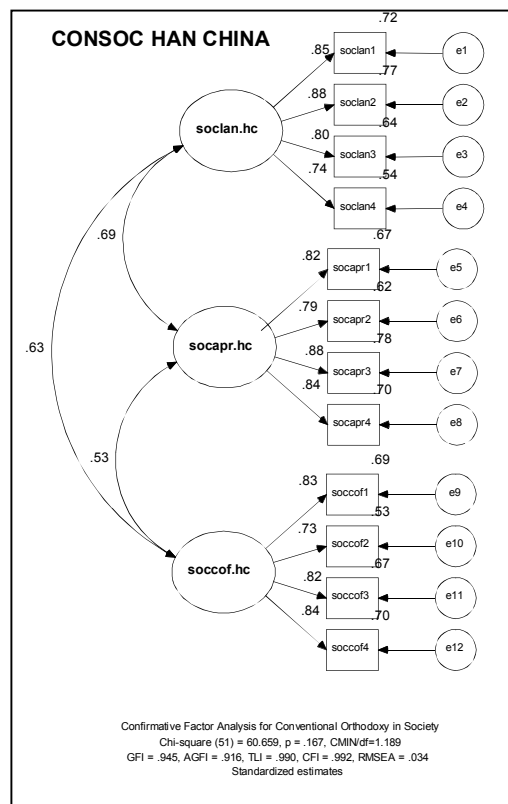 .72
CONSOC HAN CHINA
.85
soclan1
e1
.77
.88
soclan2
e2
.64
soclan.hc
.80
soclan3
e3
.54
.74
soclan4
e4
.67
.69
.82
socapr1
e5
.62
.79
socapr2
e6
.78
socapr.hc
.88
socapr3
e7
.70
.84
socapr4
e8
.63
.53
.69
.83
soccof1
e9
.53
.73
soccof2
e10
.67
soccof.hc
.82
soccof3
e11
.70
.84
soccof4
e12
Confirmative Factor Analysis for Conventional Orthodoxy in Society
Chi-square (51) = 60.659, p = .167, CMIN/df=1.189
GFI = .945, AGFI = .916, TLI = .990, CFI = .992, RMSEA = .034
Standardized estimates